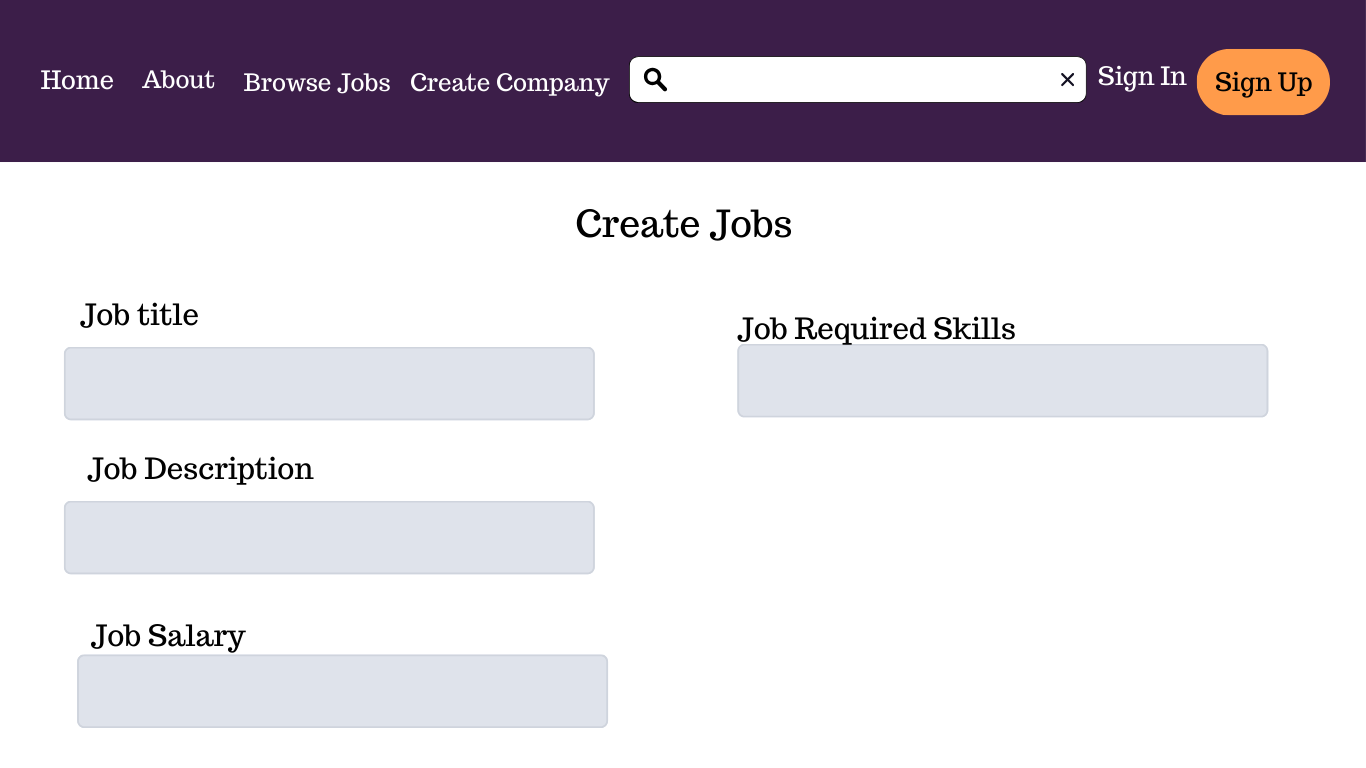 Home About Browse Jobs Create Company Sign In Sign Up
Create Jobs
Job title
Job Required Skills
Job Description
Job Salary